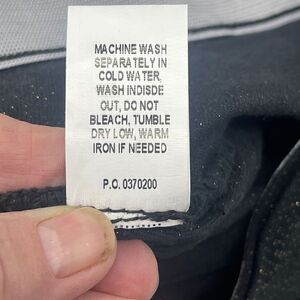 MACHINE WASH
SEPARATELY IN
COLD WATER,
WASH INDISDE
OUT, DO NOT
BLEACH, TUMBLE
DRY LOW, WARM
IRON IF NEEDED
P.O. 0370200